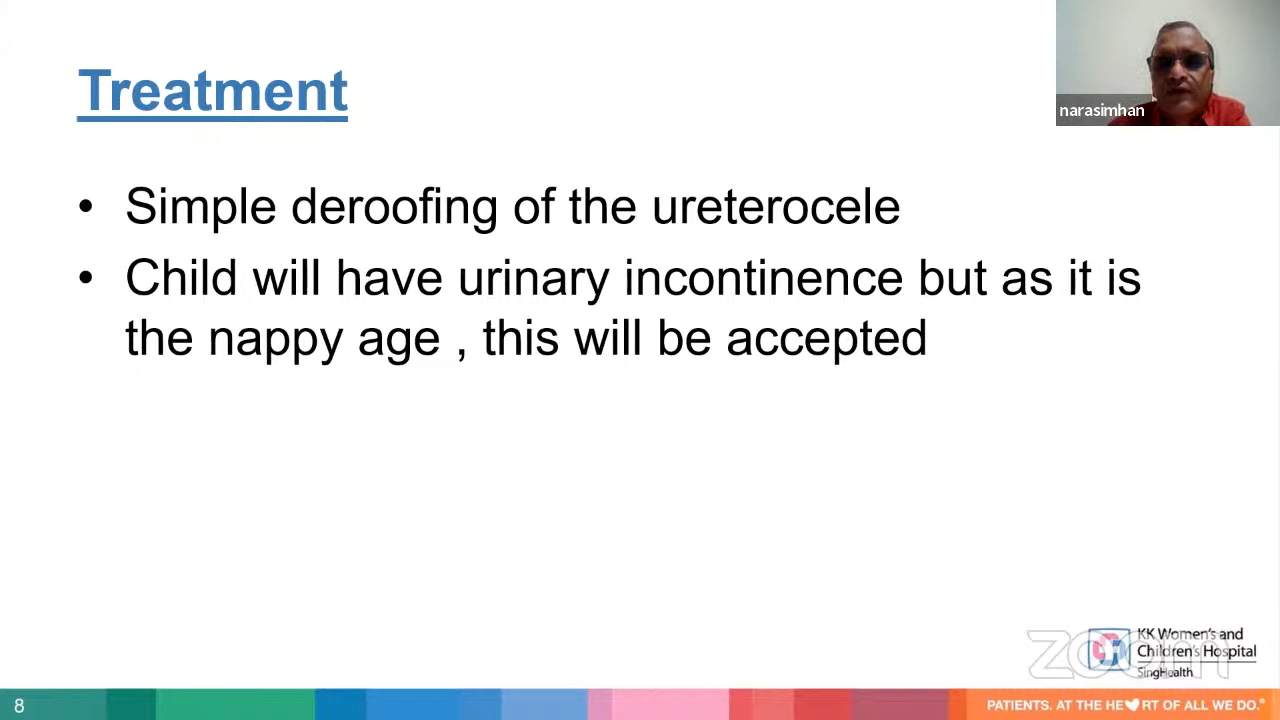 Treatment
narasimhan
• Simple deroofing of the ureterocele
• Child will have urinary incontinence but as it is
the nappy age , this will be accepted
zoom
KK Women's and
Children's Hospital
SingHealth
8
PATIENTS. AT THE HE♥RT OF ALL WE DO.®